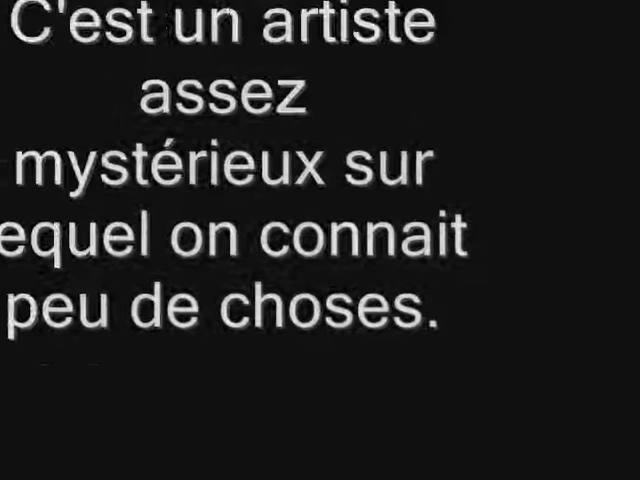 C'est un artiste
assez
mystérieux sur
equel on connait
peu de choses.